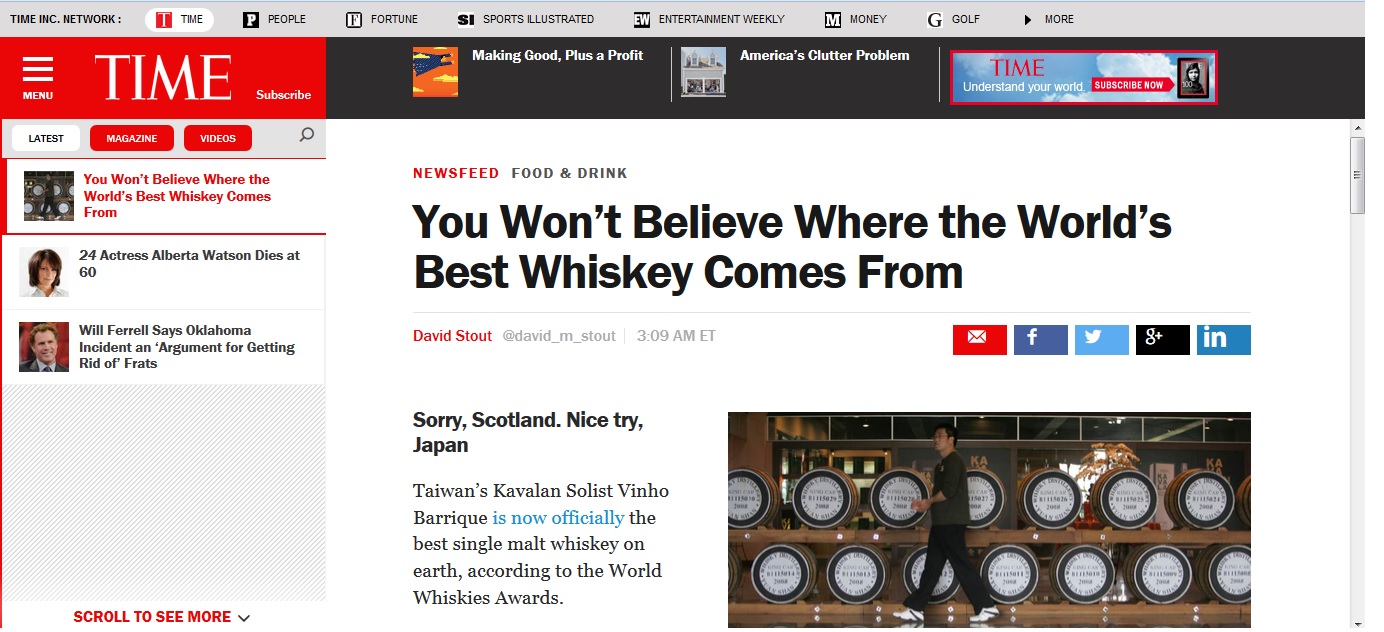 TIME INC. NETWORK :
TIME
PEOPLE
FORTUNE
SPORTS ILLUSTRATED
ENTERTAINMENT WEEKLY
MONEY
GOLF
MORE
MENU
TIME
Subscribe
Making Good, Plus a Profit
America's Clutter Problem
TIME
Understand your world.
SUBSCRIBE NOW
LATEST
MAGAZINE
VIDEOS
You Won't Believe Where the
World's Best Whiskey Comes
From
24 Actress Alberta Watson Dies at
60
Will Ferrell Says Oklahoma
Incident an 'Argument for Getting
Rid of' Frats
SCROLL TO SEE MORE
NEWSFEED FOOD & DRINK
You Won't Believe Where the World's
Best Whiskey Comes From
David Stout @david_m_stout 3:09 AM ET
Sorry, Scotland. Nice try,
Japan
Taiwan's Kavalan Solist Vinho
Barrique is now officially the
best single malt whiskey on
earth, according to the World
Whiskies Awards.